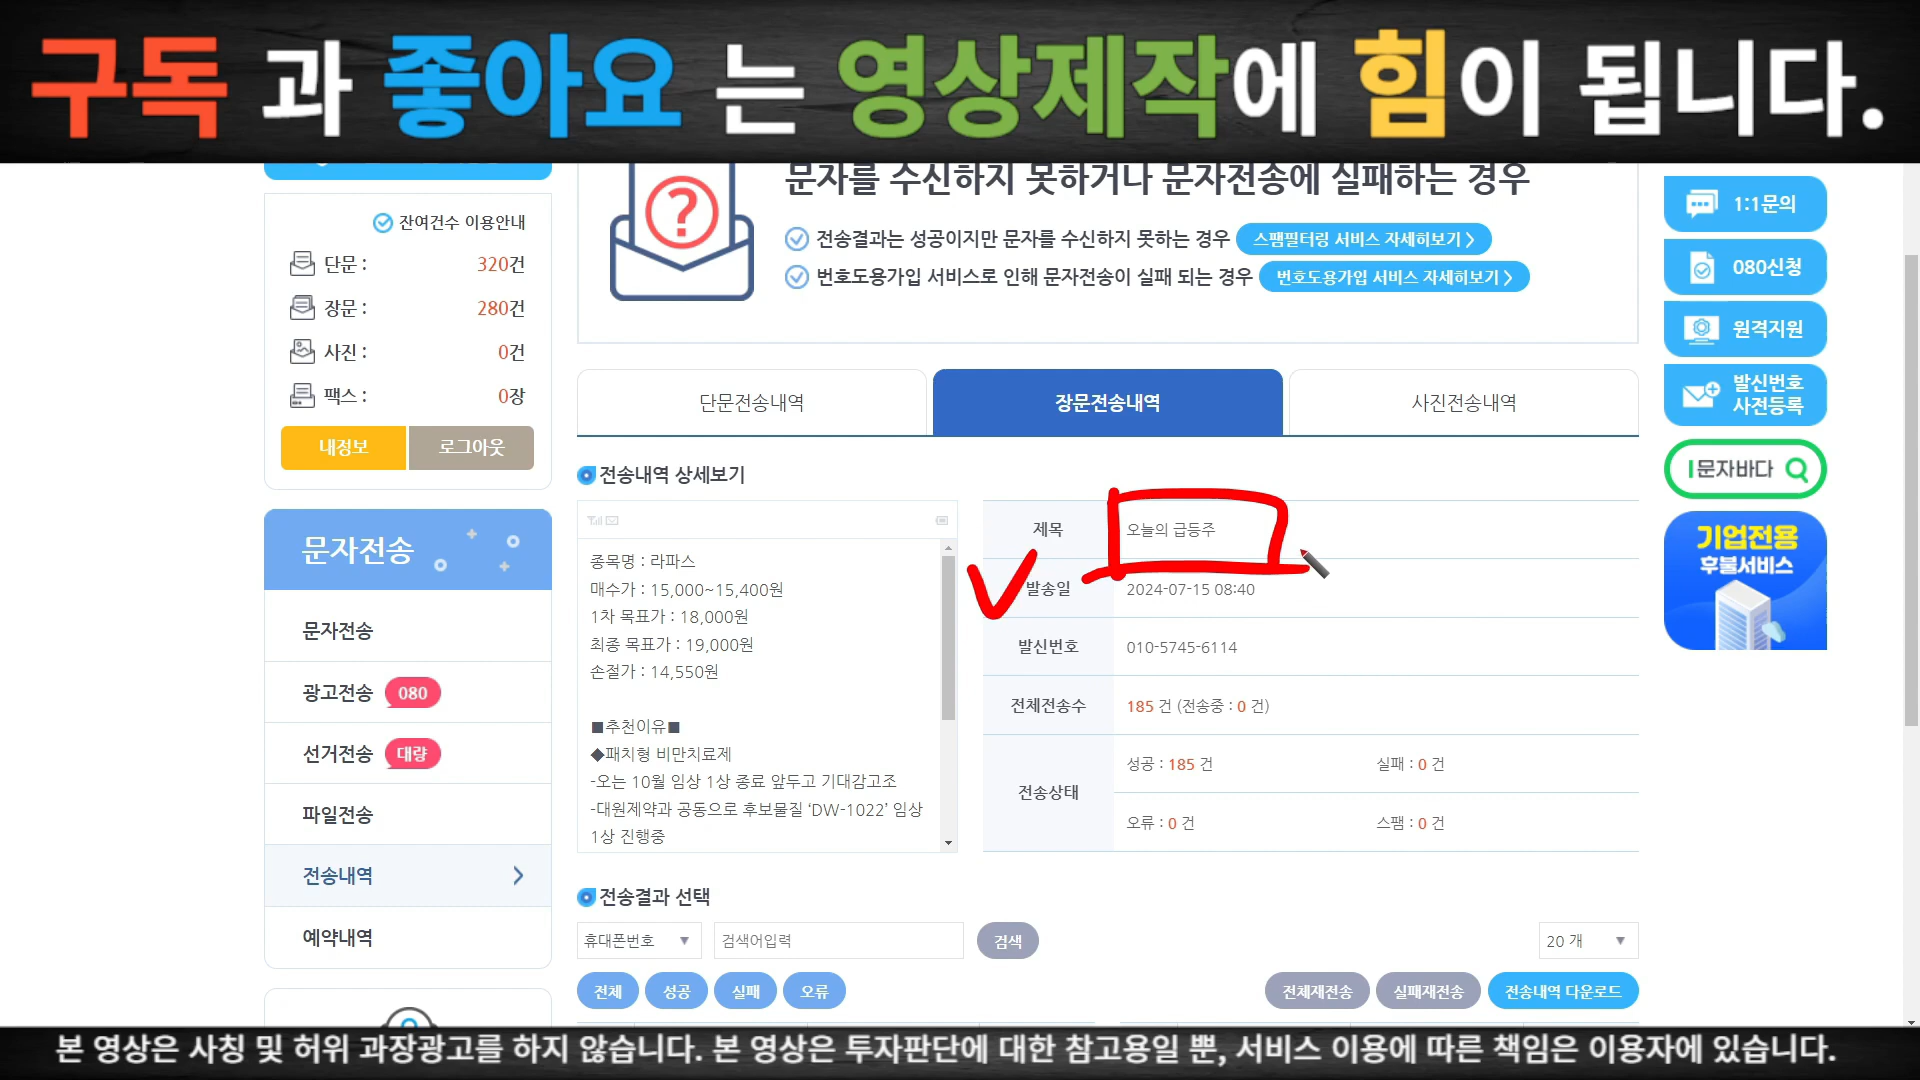 구독 과 좋아요 는 영상제작에 힘이 됩니다.
잔여건수 이용안내
단문 : 320건
장문 : 280건
사진 : 0건
팩스 : 0장
내정보
로그아웃
문자전송
문자전송
광고전송 080
선거전송 대량
파일전송
전송내역
예약내역
문자를 수신하지 못하거나 문자전송에 실패하는 경우
전송결과는 성공이지만 문자를 수신하지 못하는 경우 스팸필터링 서비스 자세히보기 >
번호도용가입 서비스로 인해 문자전송이 실패 되는 경우 번호도용가입 서비스 자세히보기 >
단문전송내역
장문전송내역
사진전송내역
전송내역 상세보기
종목명 : 라파스
매수가 : 15,000~15,400원
1차 목표가 : 18,000원
최종 목표가 : 19,000원
손절가 : 14,550원
■추천이유■
◆패치형 비만치료제
-오는 10월 임상 1상 종료 앞두고 기대감고조
-대원제약과 공동으로 후보물질 ‘DW-1022’ 임상
1상 진행중
제목 오늘의 급등주
발송일 2024-07-15 08:40
발신번호 010-5745-6114
전체전송수 185 건 (전송중 : 0 건)
전송상태
성공 : 185 건 실패 : 0 건
오류 : 0 건 스팸 : 0 건
전송결과 선택
휴대폰번호 ▼ 검색어입력 검색 20 개 ▼
전체 성공 실패 오류 전체재전송 실패재전송 전송내역 다운로드
1:1문의
080신청
원격지원
발신번호
사전등록
문자바다
기업전용
후불서비스
본 영상은 사칭 및 허위 과장광고를 하지 않습니다. 본 영상은 투자판단에 대한 참고용일 뿐, 서비스 이용에 따른 책임은 이용자에 있습니다.